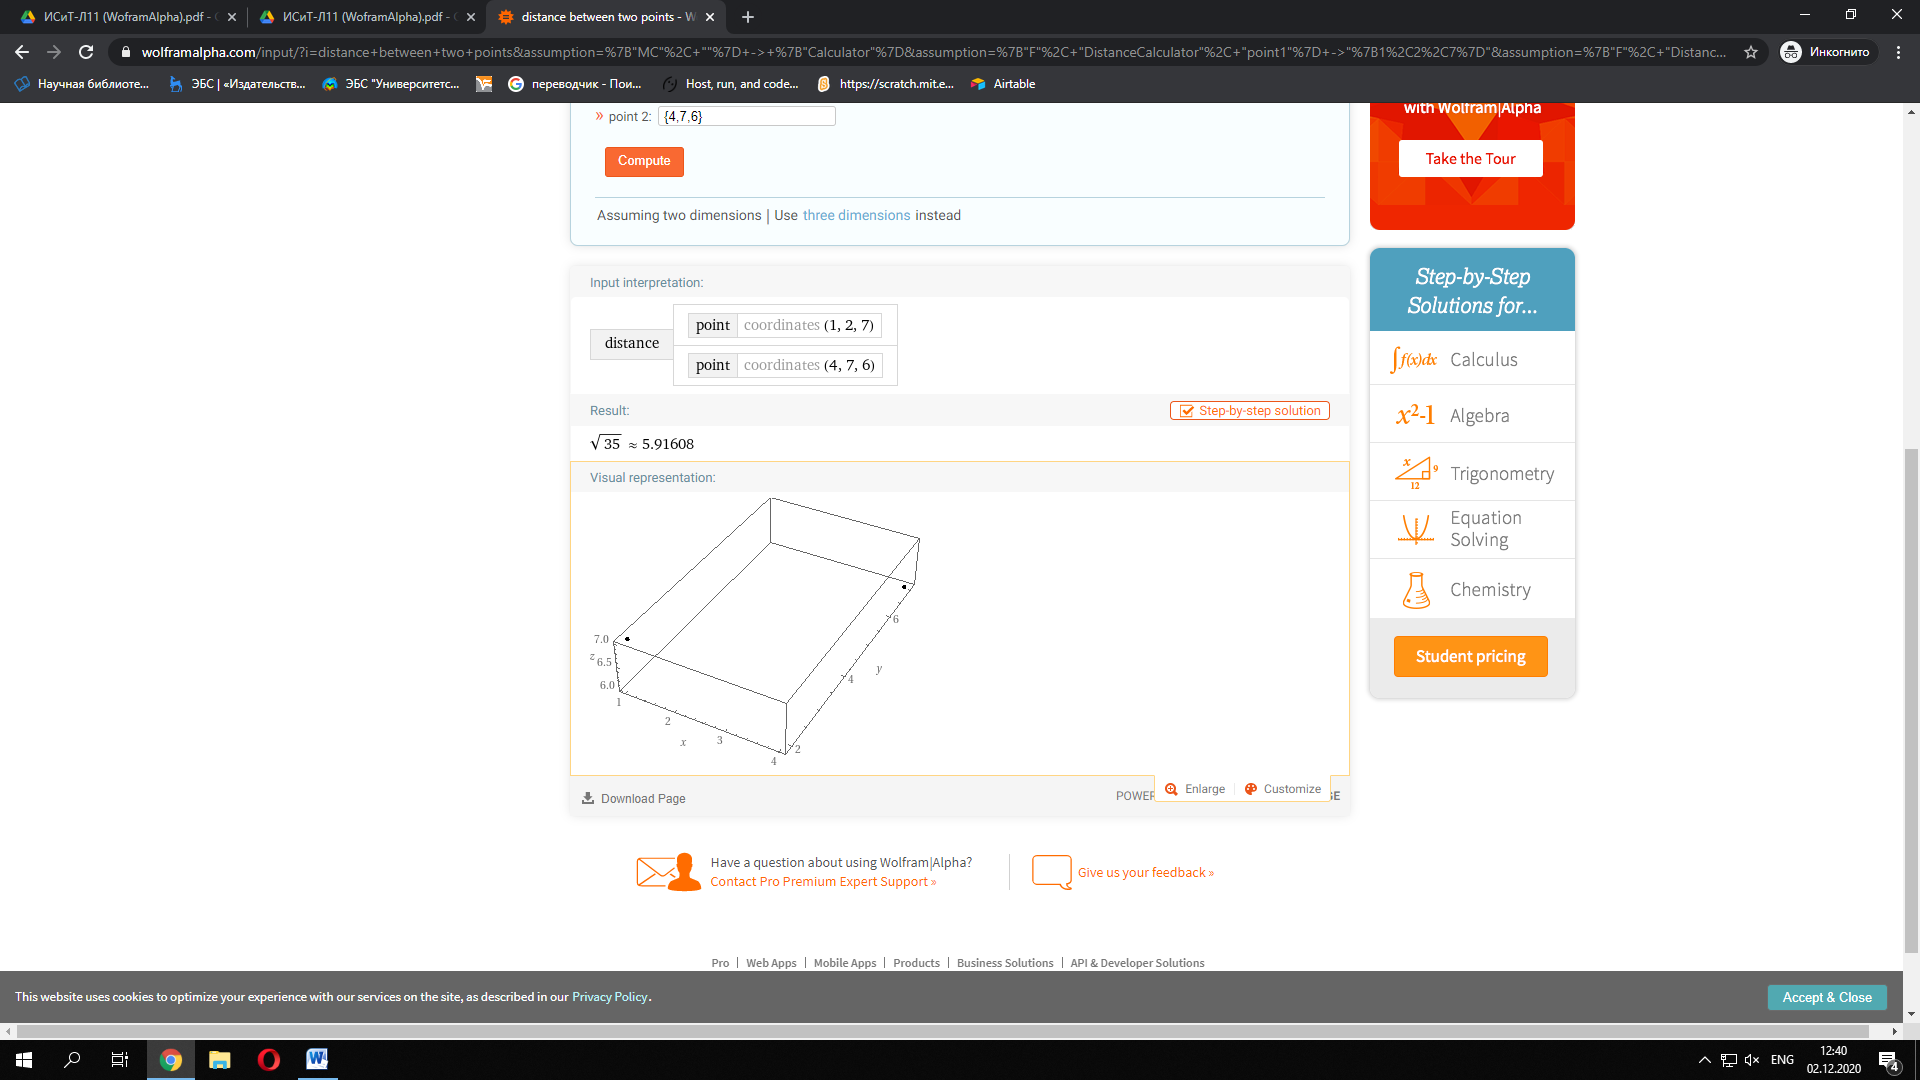 ИСиТ-Л11 (WoframAlpha).pdf -
ИСиТ-Л11 (WoframAlpha).pdf -
distance between two points - W
wolframalpha.com/input/?i=distance+between+two+points&assumption=%7B"MC"%2C+""%7D+->+%7B"Calculator"%7D&assumption=%7B"F"%2C+"DistanceCalculator"%2C+"point1"%7D+->"%7B1%2C2%2C7%7D"&assumption=%7B"F"%2C+"Distanc...
Инкогнито
Научная библиоте...
ЭБС | «Издательств...
ЭБС "Университетс...
переводчик - Пои...
Host, run, and code...
https://scratch.mit.e...
Airtable
» point 2: {4,7,6}
Compute
Assuming two dimensions | Use three dimensions instead
Input interpretation:
distance
point coordinates (1, 2, 7)
point coordinates (4, 7, 6)
Result:
Step-by-step solution
√35 ≈ 5.91608
Visual representation:
7.0
z 6.5
6.0
1
2
3
4
x
2
4
6
y
Download Page
POWER
Enlarge
Customize
GE
Have a question about using Wolfram|Alpha?
Contact Pro Premium Expert Support »
Give us your feedback »
Pro | Web Apps | Mobile Apps | Products | Business Solutions | API & Developer Solutions
with Wolfram|Alpha
Take the Tour
Step-by-Step
Solutions for...
∫f(x)dx Calculus
x²-1 Algebra
x 9 12 Trigonometry
Equation
Solving
Chemistry
Student pricing
This website uses cookies to optimize your experience with our services on the site, as described in our Privacy Policy.
Accept & Close
ENG
12:40
02.12.2020
4